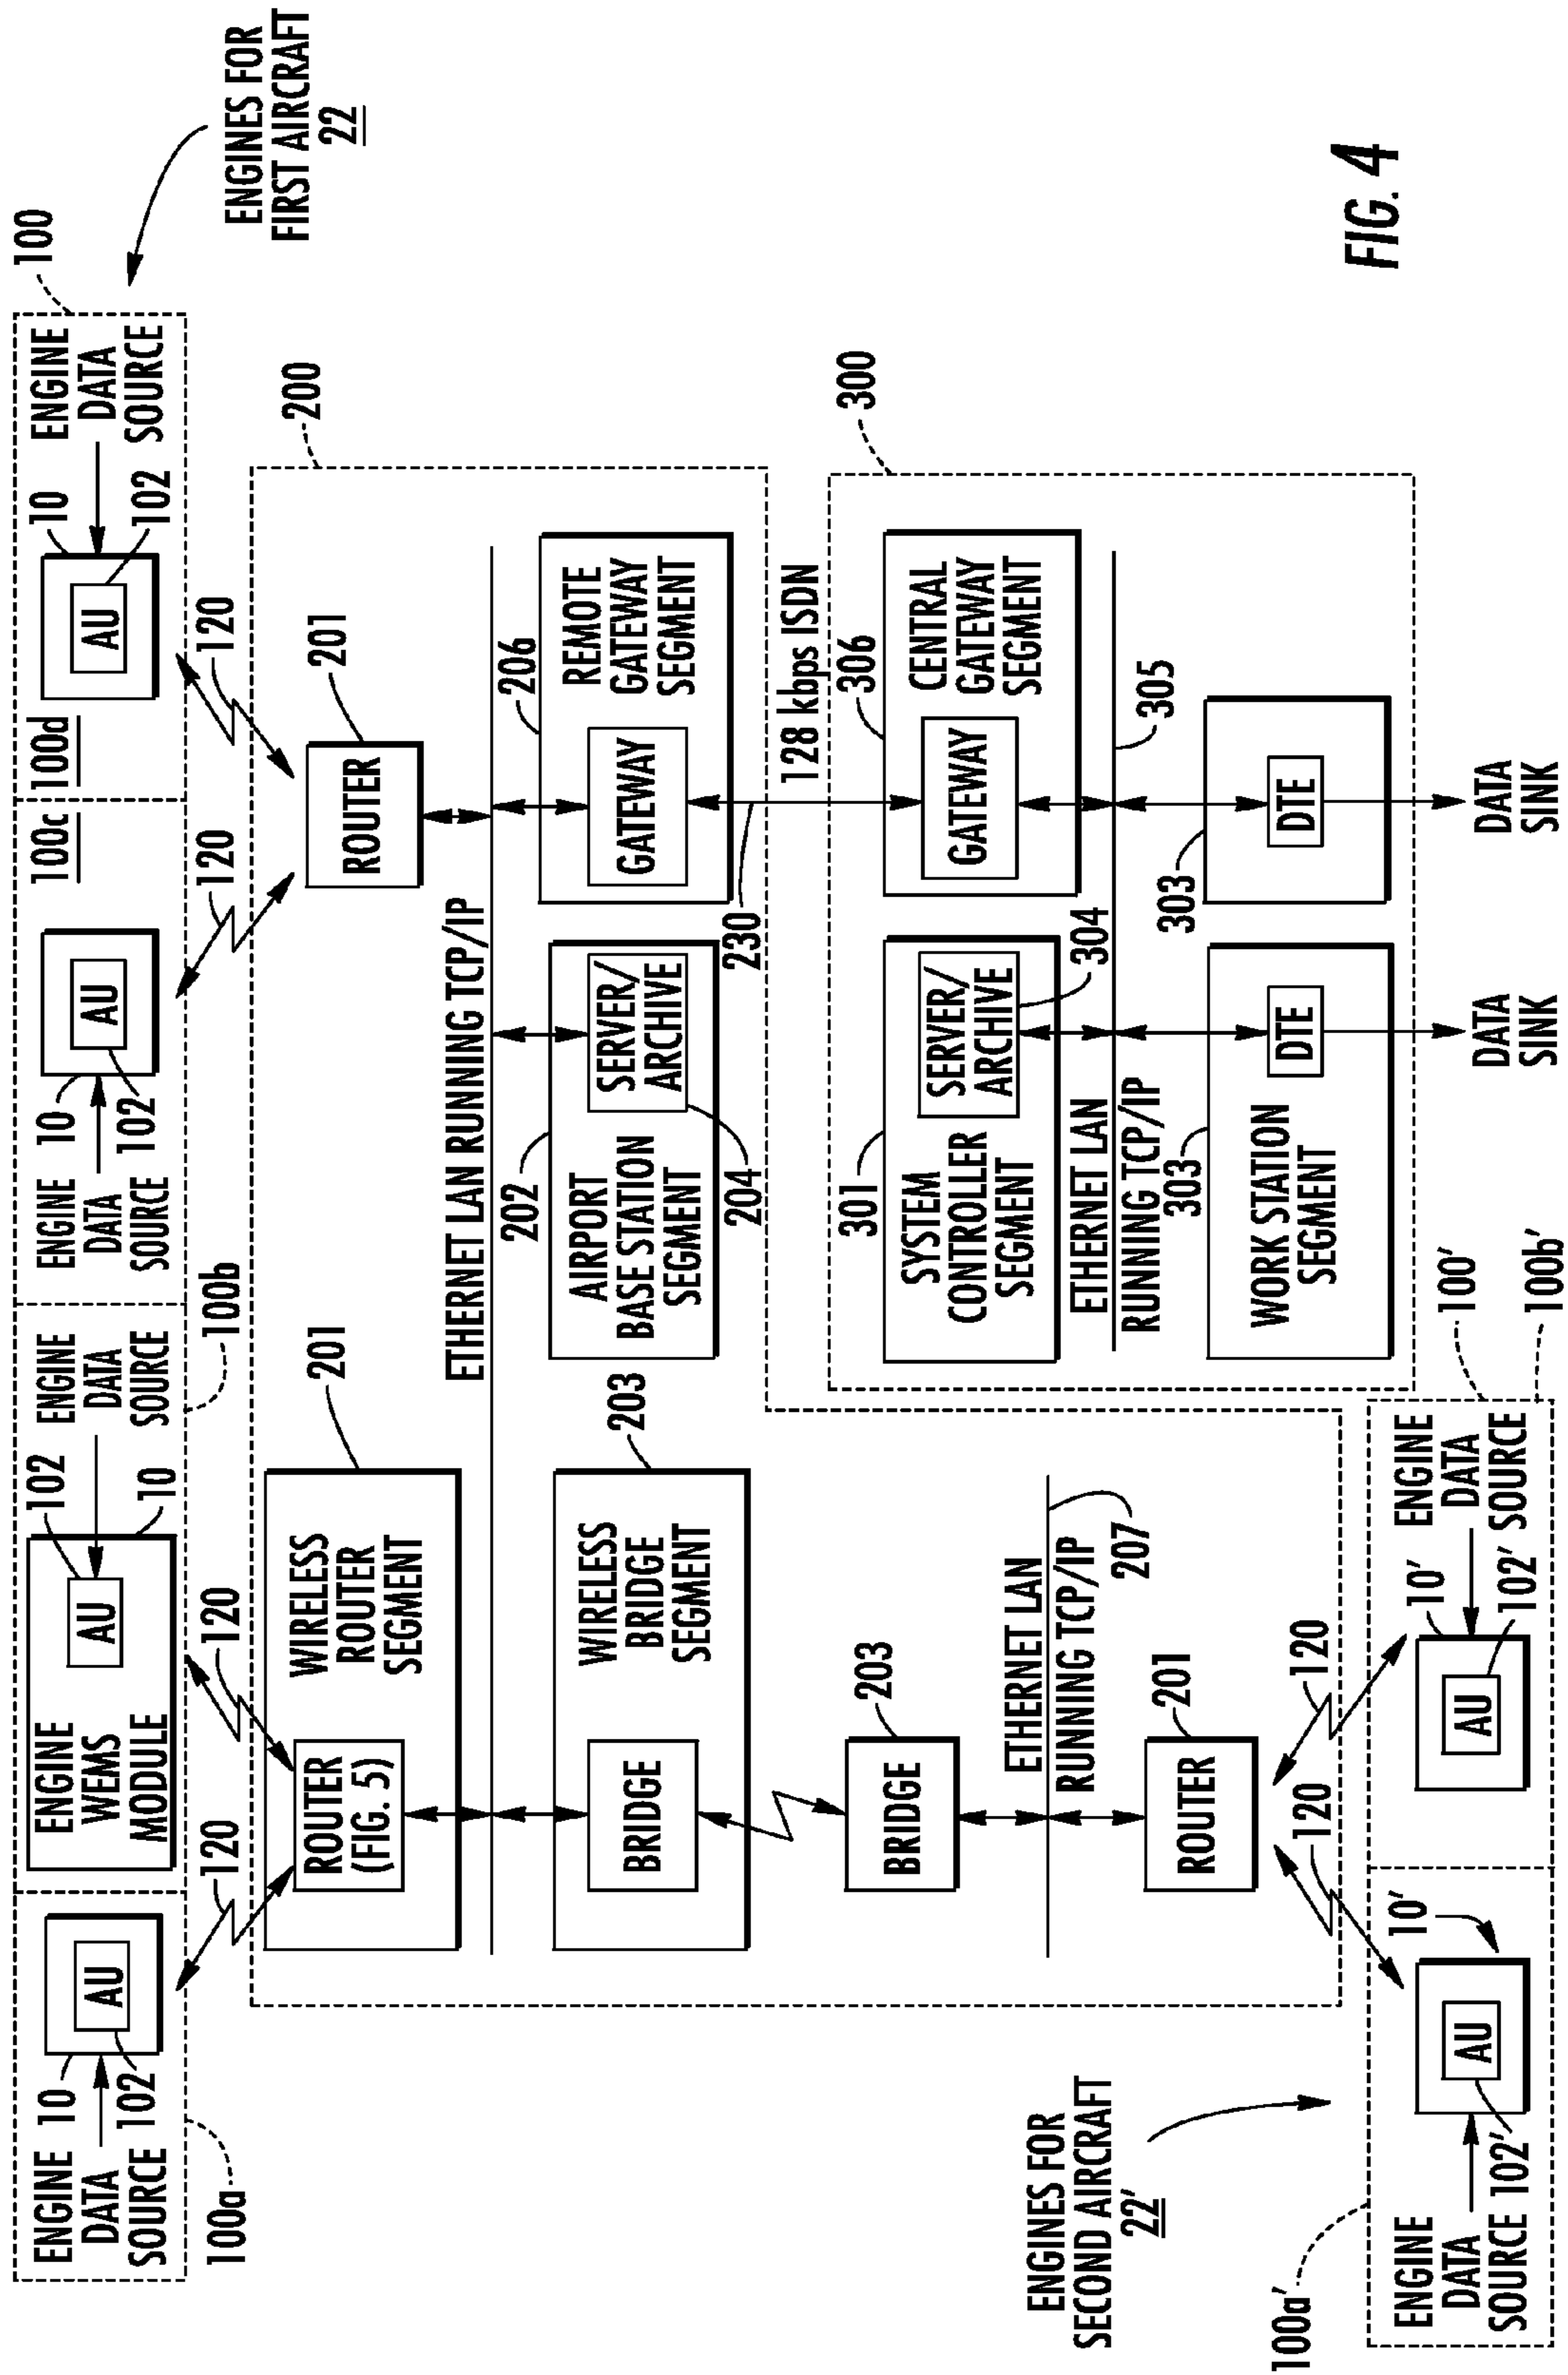 ENGINES FOR
FIRST AIRCRAFT
22
100
ENGINE
DATA
SOURCE
10
102
AU
100a
ENGINE
WEMS
MODULE
AU
102
10
ENGINE
DATA
SOURCE
100b
ENGINE
DATA
SOURCE
10
102
AU
100c
100d
AU
10
102
ENGINE
DATA
SOURCE
120
120
120
120
200
ROUTER
(FIG. 5)
WIRELESS
ROUTER
SEGMENT
201
ROUTER
201
ETHERNET LAN RUNNING TCP/IP
BRIDGE
WIRELESS
BRIDGE
SEGMENT
203
202
AIRPORT
BASE STATION
SEGMENT
SERVER/
ARCHIVE
204
206
GATEWAY
REMOTE
GATEWAY
SEGMENT
230
128 kbps ISDN
300
BRIDGE
203
301
SYSTEM
CONTROLLER
SEGMENT
SERVER/
ARCHIVE
304
306
GATEWAY
CENTRAL
GATEWAY
SEGMENT
ETHERNET LAN
RUNNING TCP/IP
207
ETHERNET LAN
RUNNING TCP/IP
305
ROUTER
201
303
WORK STATION
SEGMENT
DTE
303
DTE
DATA
SINK
DATA
SINK
120
120
ENGINES FOR
SECOND AIRCRAFT
22'
100a'
ENGINE
DATA
SOURCE
102'
AU
10'
AU
10'
102'
ENGINE
DATA
SOURCE
100'
100b'
FIG. 4